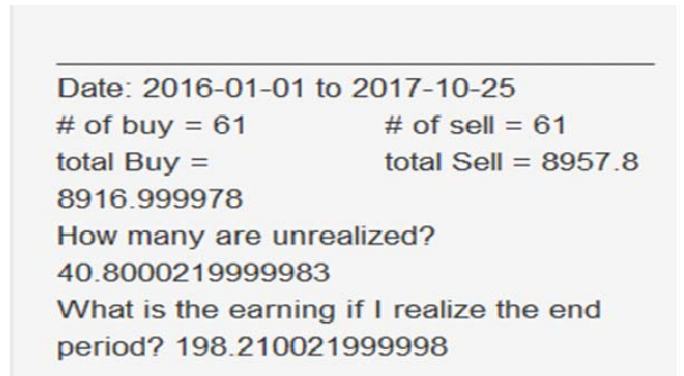 Date: 2016-01-01 to 2017-10-25
# of buy = 61 # of sell = 61
total Buy = total Sell = 8957.8
8916.999978
How many are unrealized?
40.8000219999983
What is the earning if I realize the end
period? 198.210021999998